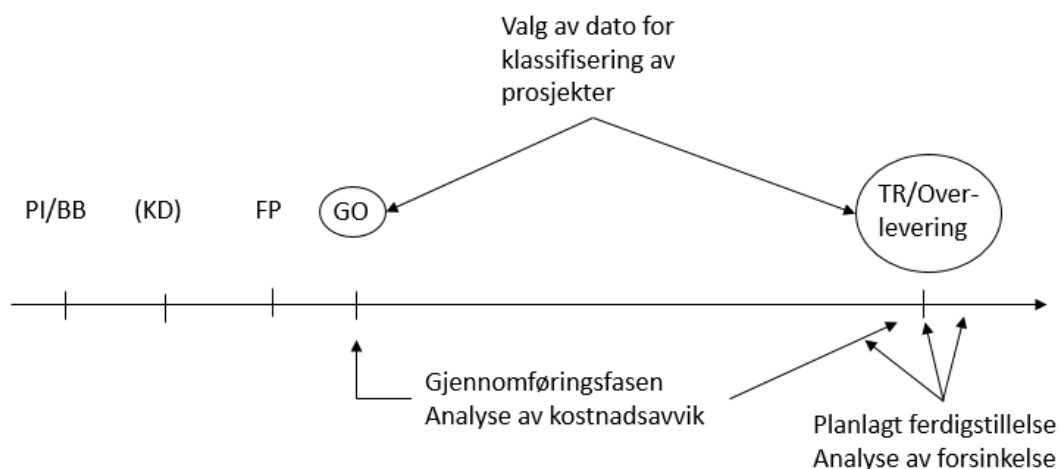 Valg av dato for
klassifisering av
prosjekter
PI/BB
(KD)
FP
GO
TR/Over-
levering
Gjennomføringsfasen
Analyse av kostnadsavvik
Planlagt ferdigstillelse
Analyse av forsinkelse